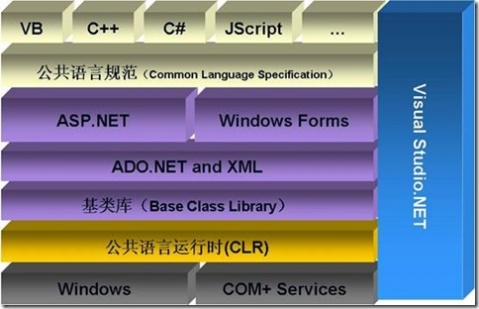 VB C++ C# JScript ...
公共语言规范（Common Language Specification）
ASP.NET Windows Forms
ADO.NET and XML
基类库（Base Class Library）
公共语言运行时(CLR)
Windows COM+ Services
Visual Studio.NET